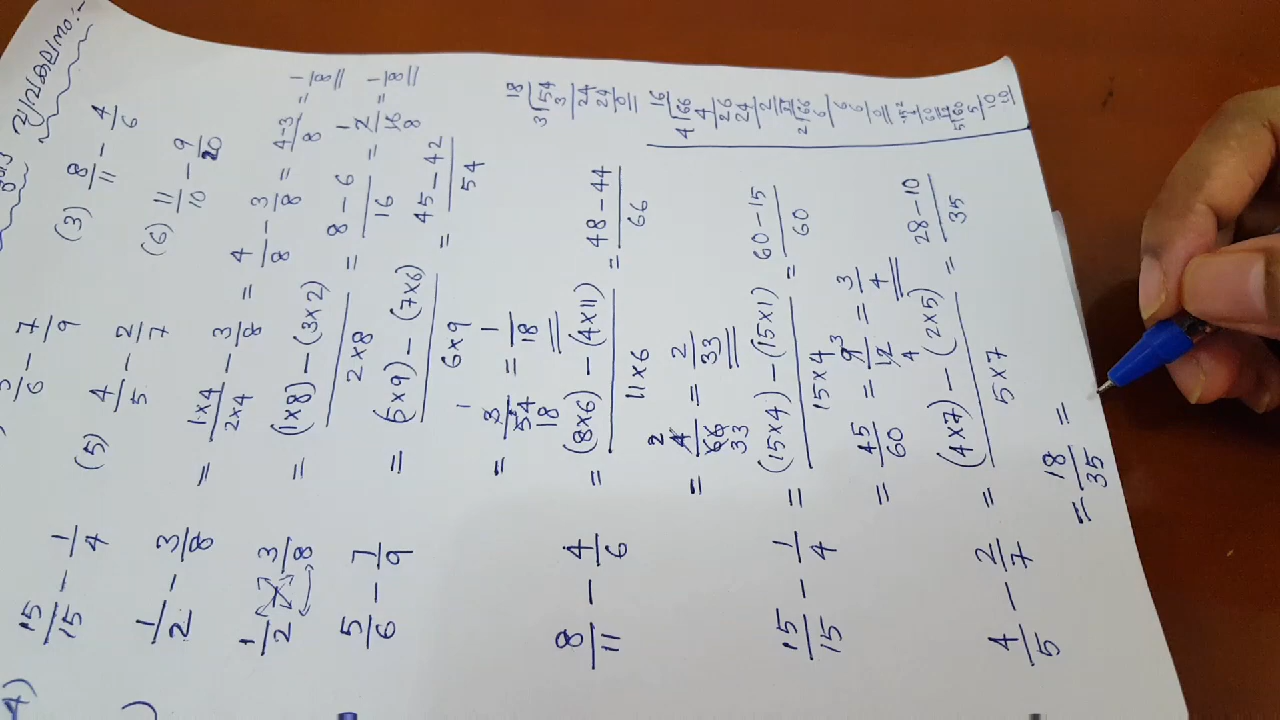 (3) 8/11 - 4/6
6 - 7/9
4) 15/15 - 1/4
(5) 4/5 - 2/7
(6) 11/10 - 9/20
1/2 - 3/8 = 1×4/2×4 - 3/8 = 4/8 - 3/8 = 4-3/8 = 1/8
1/2 - 3/8 = (1×8) - (3×2)/2×8 = 8 - 6/16 = 2/16 = 1/8
5/6 - 7/9 = (5×9) - (7×6)/6×9 = 45 - 42/54
= 3/54 = 1/18
8/11 - 4/6 = (8×6) - (4×11)/11×6 = 48 - 44/66
= 4/66 = 2/33
15/15 - 1/4 = (15×4) - (15×1)/15×4 = 60 - 15/60
= 45/60 = 9/12 = 3/4
4/5 - 2/7 = (4×7) - (2×5)/5×7 = 28 - 10/35
= 18/35 =